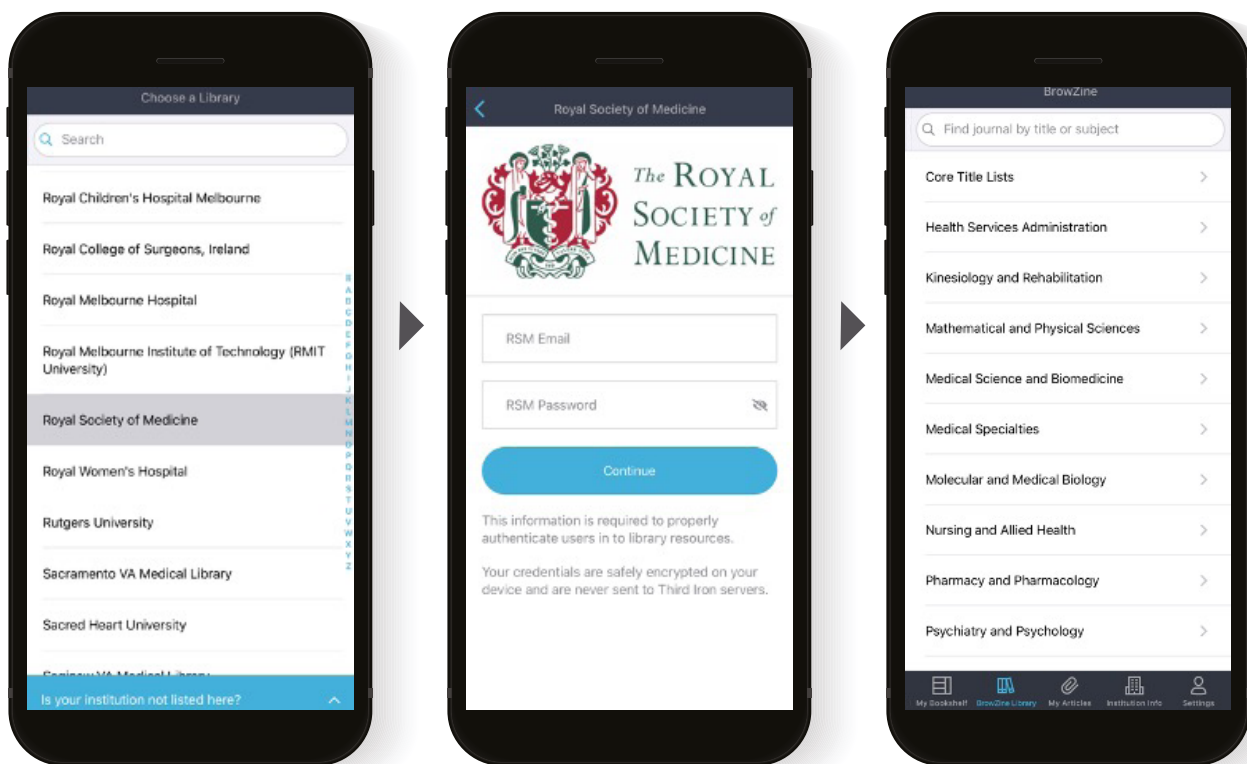 Choose a Library
Search
Royal Children's Hospital Melbourne
Royal College of Surgeons, Ireland
Royal Melbourne Hospital
Royal Melbourne Institute of Technology (RMIT
University)
Royal Society of Medicine
Royal Women's Hospital
Rutgers University
Sacramento VA Medical Library
Sacred Heart University
Saginaw VA Medical Library
Is your institution not listed here?
A
B
C
D
E
F
G
H
I
J
K
L
M
N
O
P
Q
R
S
T
U
V
W
X
Y
Z
Royal Society of Medicine
The ROYAL
SOCIETY of
MEDICINE
RSM Email
RSM Password
Continue
This information is required to properly
authenticate users in to library resources.
Your credentials are safely encrypted on your
device and are never sent to Third Iron servers.
BrowZine
Find journal by title or subject
Core Title Lists
Health Services Administration
Kinesiology and Rehabilitation
Mathematical and Physical Sciences
Medical Science and Biomedicine
Medical Specialties
Molecular and Medical Biology
Nursing and Allied Health
Pharmacy and Pharmacology
Psychiatry and Psychology
My Bookshelf BrowZine Library My Articles Institution Info Settings